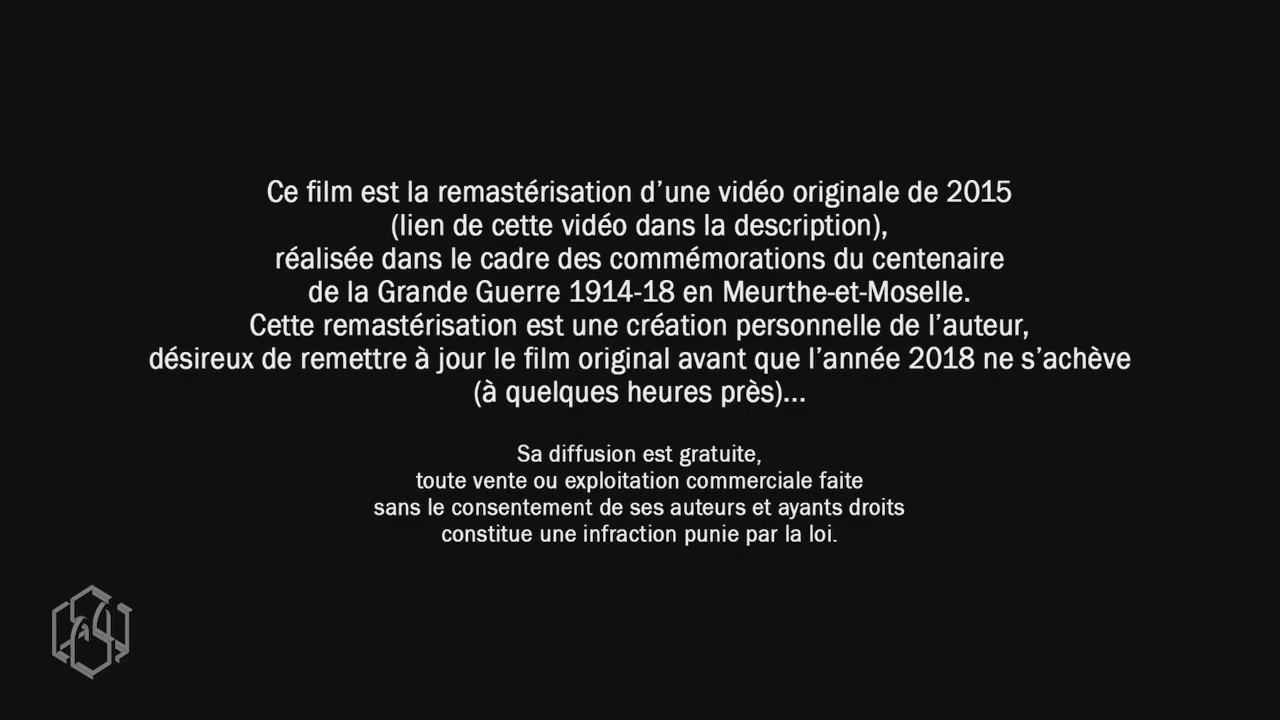 Ce film est la remastérisation d’une vidéo originale de 2015
(lien de cette vidéo dans la description),
réalisée dans le cadre des commémorations du centenaire
de la Grande Guerre 1914-18 en Meurthe-et-Moselle.
Cette remastérisation est une création personnelle de l’auteur,
désireux de remettre à jour le film original avant que l’année 2018 ne s’achève
(à quelques heures près)...
Sa diffusion est gratuite,
toute vente ou exploitation commerciale faite
sans le consentement de ses auteurs et ayants droits
constitue une infraction punie par la loi.